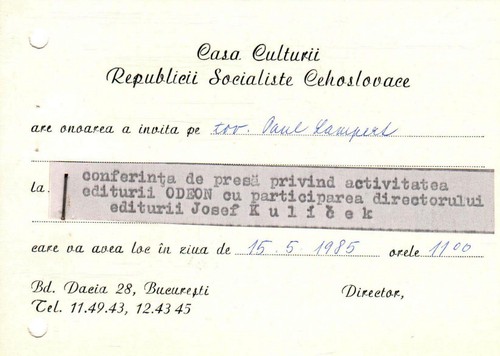 Casa Culturii
Republicii Socialiste Cehoslovace
are onoarea a invita pe tov. Paul Lampert
la conferința de presă privind activitatea
editurii ODEON cu participarea directorului
editurii Josef K u l í č e k
care va avea loc în ziua de 15.5 1985 orele 11⁰⁰
Bd. Dacia 28, București Director,
Tel. 11.49.43, 12.43 45